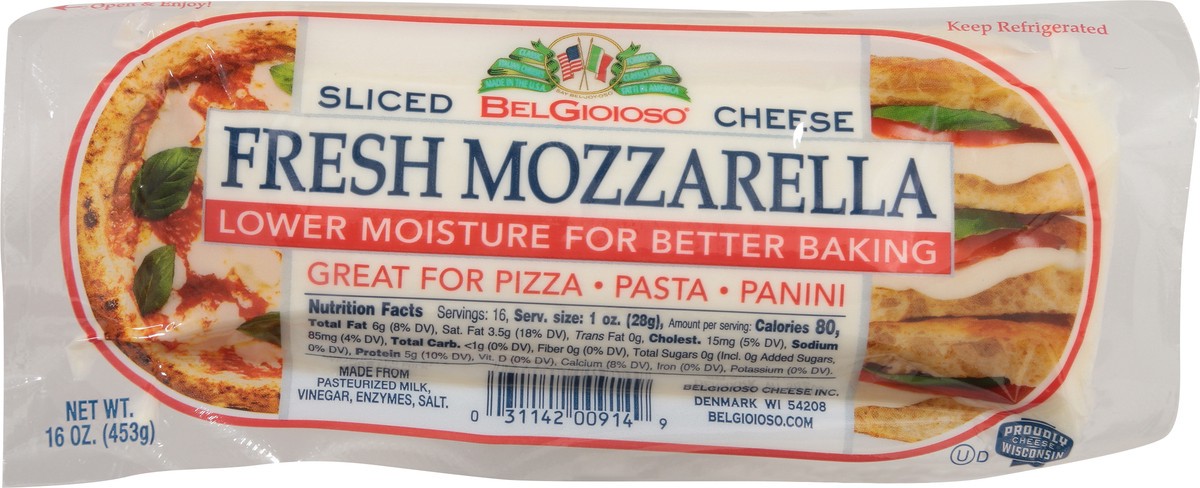 Open & Enjoy!
Keep Refrigerated
CLASSIC
ITALIAN CHEESES
MADE IN THE U.S.A.
SLICED
BELGIOIOSO®
CHEESE
FRESH MOZZARELLA
LOWER MOISTURE FOR BETTER BAKING
GREAT FOR PIZZA • PASTA • PANINI
Nutrition Facts Servings: 16, Serv. size: 1 oz. (28g), Amount per serving: Calories 80,
Total Fat 6g (8% DV), Sat. Fat 3.5g (18% DV), Trans Fat 0g, Cholest. 15mg (5% DV), Sodium
85mg (4% DV), Total Carb. <1g (0% DV), Fiber 0g (0% DV), Total Sugars 0g (Incl. 0g Added Sugars,
0% DV), Protein 5g (10% DV), Vit. D (0% DV), Calcium (8% DV), Iron (0% DV), Potassium (0% DV).
MADE FROM
PASTEURIZED MILK,
VINEGAR, ENZYMES, SALT.
0 31142 00914 9
BELGIOIOSO CHEESE INC.
DENMARK WI 54208
BELGIOIOSO.COM
NET WT.
16 OZ. (453g)
U D
PROUDLY
WISCONSIN
CHEESE